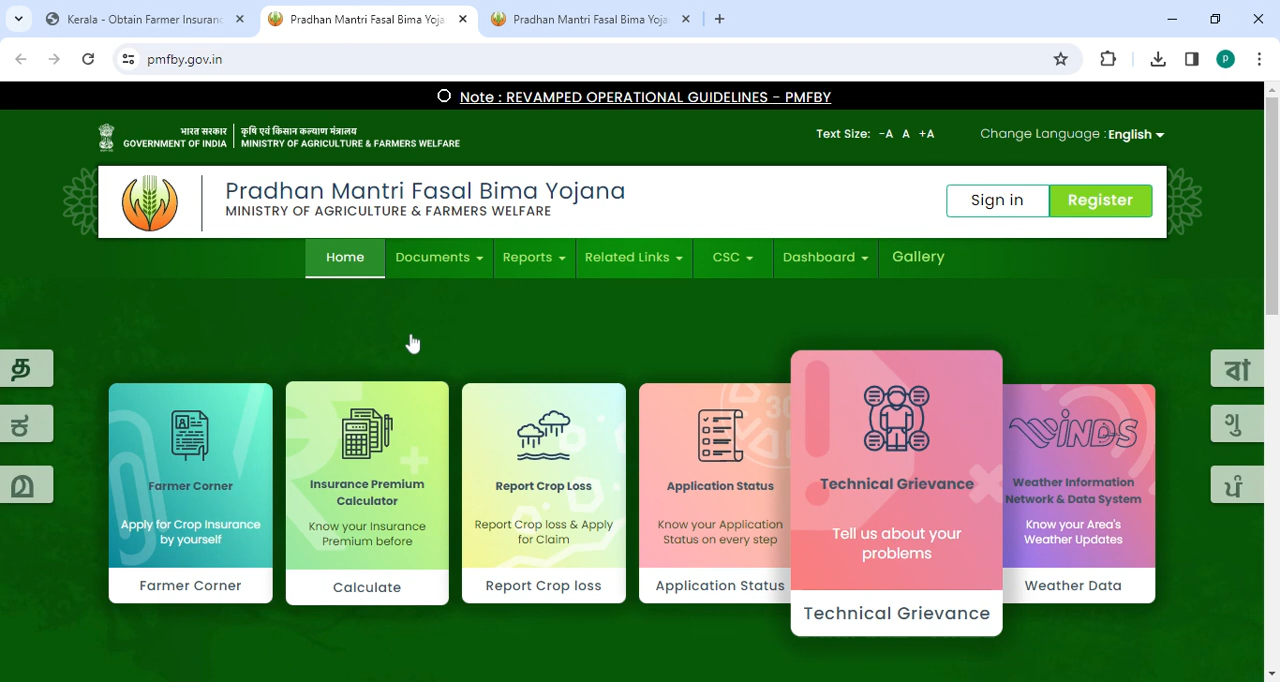 Kerala - Obtain Farmer Insuranc
Pradhan Mantri Fasal Bima Yoja
Pradhan Mantri Fasal Bima Yoja
pmfby.gov.in
P
Note : REVAMPED OPERATIONAL GUIDELINES - PMFBY
भारत सरकार
GOVERNMENT OF INDIA
कृषि एवं किसान कल्याण मंत्रालय
MINISTRY OF AGRICULTURE & FARMERS WELFARE
Text Size: -A A +A
Change Language : English
Pradhan Mantri Fasal Bima Yojana
MINISTRY OF AGRICULTURE & FARMERS WELFARE
Sign in
Register
Home Documents Reports Related Links CSC Dashboard Gallery
த
ಕ
മ
বা
ગુ
ਪੰ
Farmer Corner
Apply for Crop Insurance
by yourself
Farmer Corner
Insurance Premium
Calculator
Know your Insurance
Premium before
Calculate
Report Crop Loss
Report Crop loss & Apply
for Claim
Report Crop loss
Application Status
Know your Application
Status on every step
Application Status
Technical Grievance
Tell us about your
problems
Technical Grievance
WINDS
Weather Information
Network & Data System
Know your Area's
Weather Updates
Weather Data